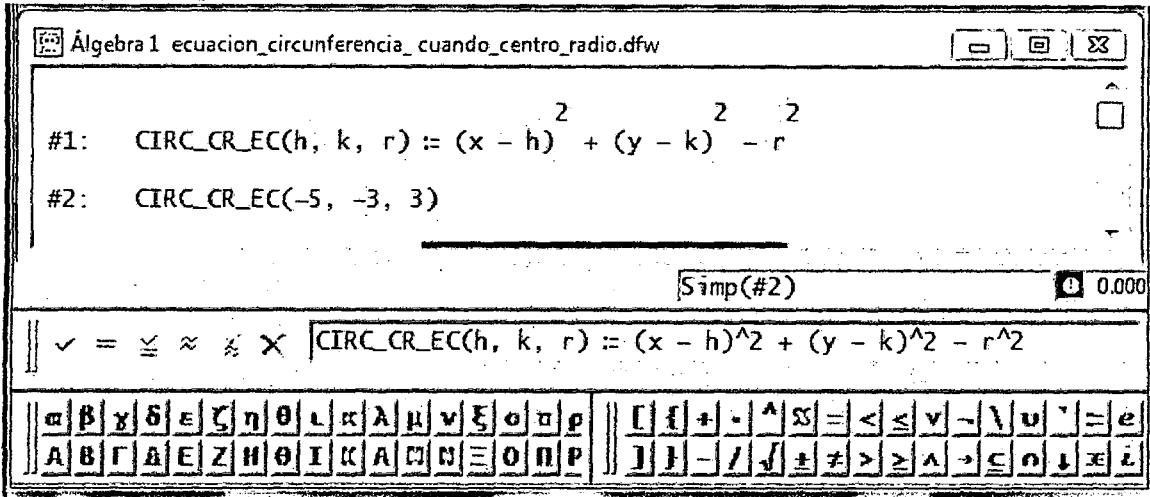 Álgebra 1 ecuacion_circunferencia_ cuando_centro_radio.dfw
#1: CIRC_CR_EC(h, k, r) ≔ (x − h)² + (y − k)² − r²
#2: CIRC_CR_EC(−5, −3, 3)
Simp(#2) 0.000
✓ = ≚ ≈ CIRC_CR_EC(h, k, r) ≔ (x − h)^2 + (y − k)^2 − r^2
α β γ δ ε ζ η θ ι κ λ μ ν ξ ο π ρ [ { + · ^ % = < ≤ ∨ ¬ \ ∪ ` ≔ e
Α Β Γ Δ Ε Ζ Η Θ Ι Κ Λ Μ Ν Ξ Ο Π Ρ ] } − / √ ± ≠ > ≥ ∧ → ⊆ ∩ ↓ i